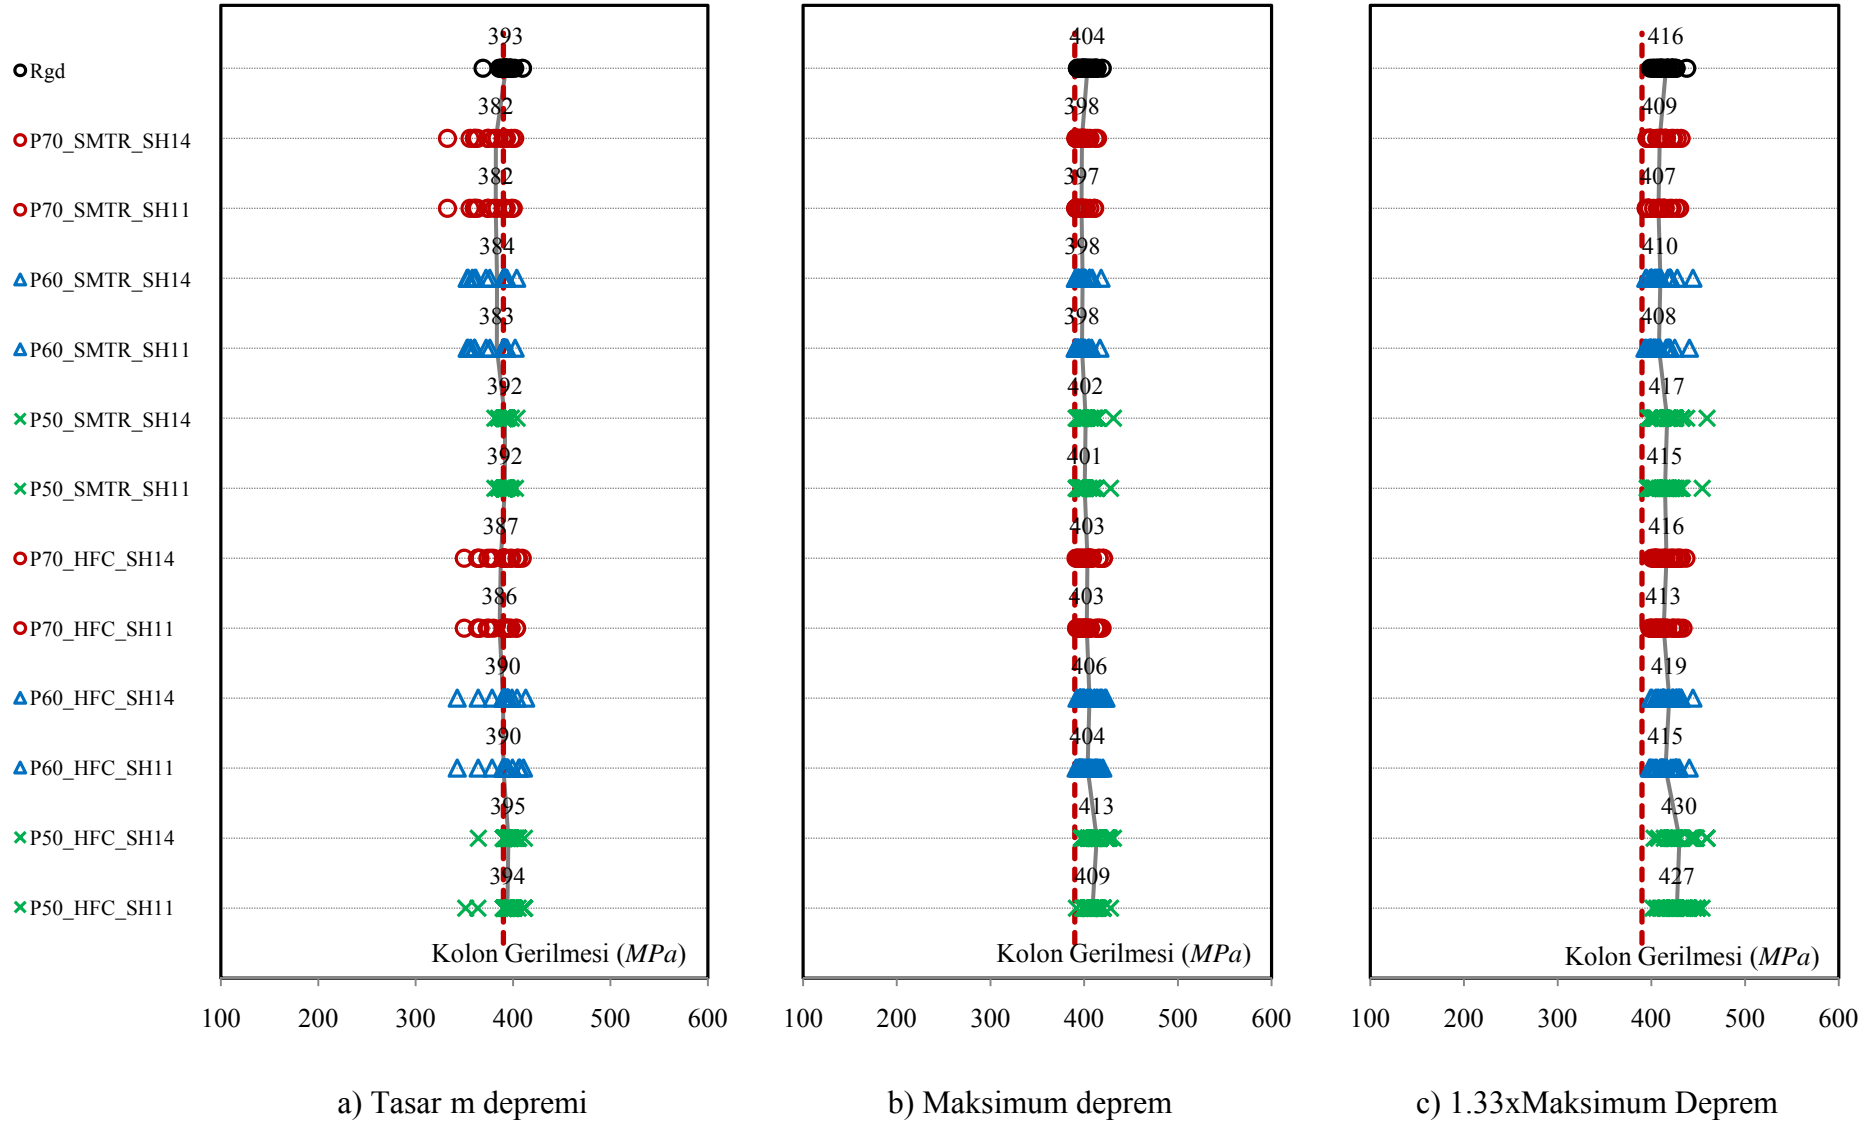 393 404 416
Rgd
382 398 409
P70_SMTR_SH14
382 397 407
P70_SMTR_SH11
384 398 410
P60_SMTR_SH14
383 398 408
P60_SMTR_SH11
392 402 417
P50_SMTR_SH14
392 401 415
P50_SMTR_SH11
387 403 416
P70_HFC_SH14
386 403 413
P70_HFC_SH11
390 406 419
P60_HFC_SH14
390 404 415
P60_HFC_SH11
395 413 430
P50_HFC_SH14
394 409 427
P50_HFC_SH11
Kolon Gerilmesi (MPa) Kolon Gerilmesi (MPa) Kolon Gerilmesi (MPa)
100 200 300 400 500 600 100 200 300 400 500 600 100 200 300 400 500 600
a) Tasar m depremi b) Maksimum deprem c) 1.33xMaksimum Deprem